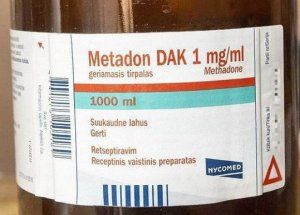 Metadon DAK 1 mg/ml
geriamasis tirpalas Methadone
1000 ml
Suukaudne lahus
Gerti
Retseptiravim
Receptinis vaistinis preparatas
NYCOMED